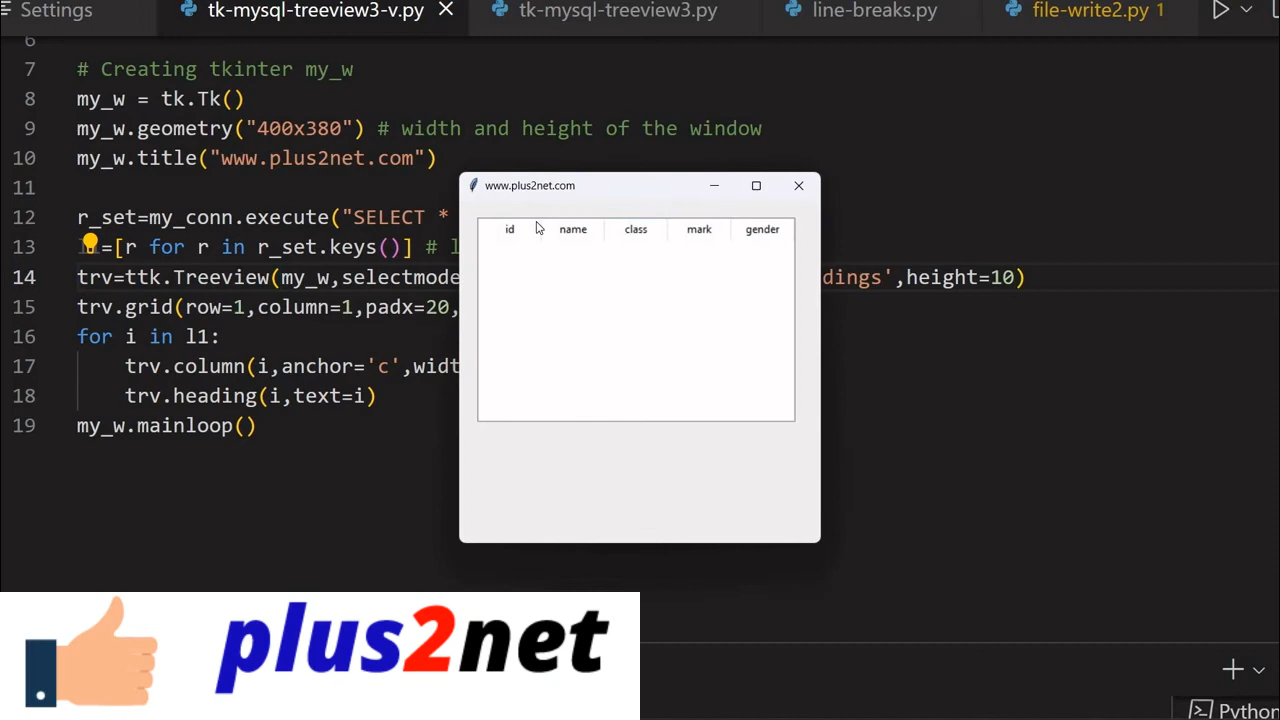 Settings
tk-mysql-treeview3-v.py
tk-mysql-treeview3.py
line-breaks.py
file-write2.py 1
6
7 # Creating tkinter my_w
8 my_w = tk.Tk()
9 my_w.geometry("400x380") # width and height of the window
10 my_w.title("www.plus2net.com")
11
12 r_set=my_conn.execute("SELECT *
13 =[r for r in r_set.keys()] # l
14 trv=ttk.Treeview(my_w,selectmode dings',height=10)
15 trv.grid(row=1,column=1,padx=20,
16 for i in l1:
17 trv.column(i,anchor='c',widt
18 trv.heading(i,text=i)
19 my_w.mainloop()
www.plus2net.com
id name class mark gender
plus2net
Python